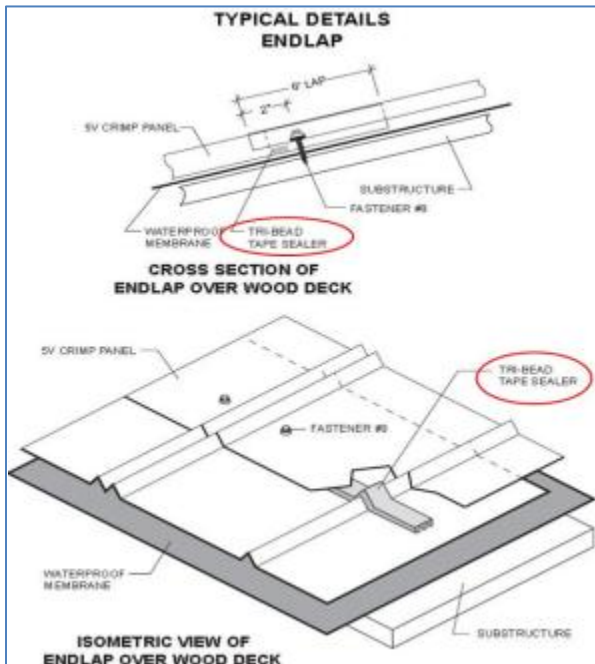 TYPICAL DETAILS
ENDLAP
6" LAP
2"
5V CRIMP PANEL
SUBSTRUCTURE
FASTENER #9
WATERPROOF
MEMBRANE
TRI-BEAD
TAPE SEALER
CROSS SECTION OF
ENDLAP OVER WOOD DECK
5V CRIMP PANEL
TRI-BEAD
TAPE SEALER
FASTENER #9
WATERPROOF
MEMBRANE
SUBSTRUCTURE
ISOMETRIC VIEW OF
ENDLAP OVER WOOD DECK